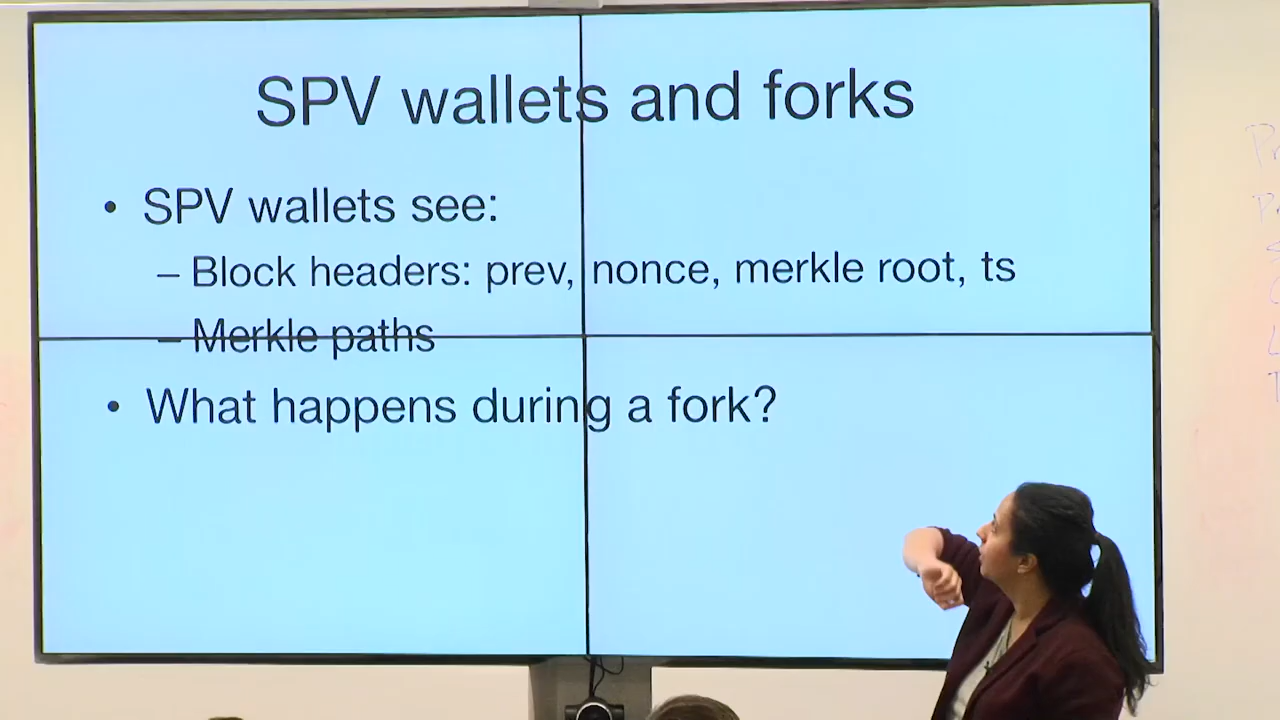 SPV wallets and forks
• SPV wallets see:
– Block headers: prev, nonce, merkle root, ts
– Merkle paths
• What happens during a fork?